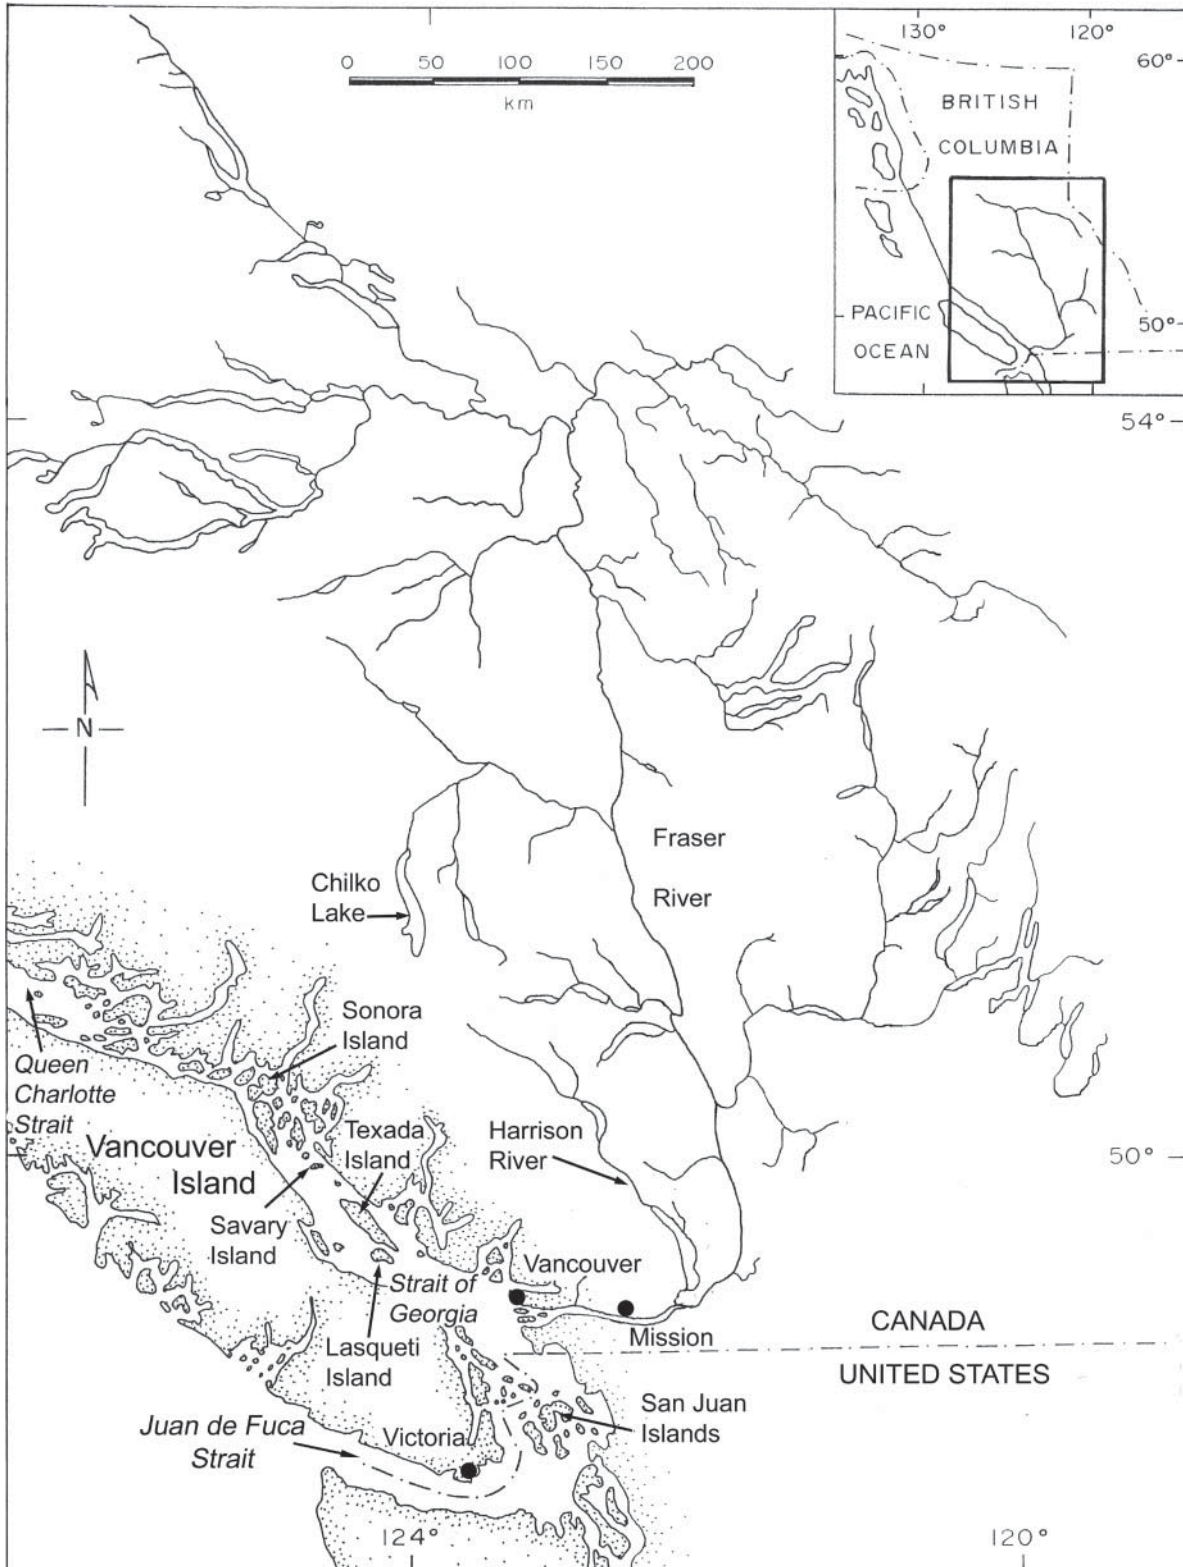 0 50 100 150 200
km
130° 120°
60°
BRITISH
COLUMBIA
PACIFIC
OCEAN
50°
54°
N
Fraser
River
Chilko
Lake
Sonora
Island
Queen
Charlotte
Strait
Vancouver
Island
Texada
Island
Harrison
River
50°
Savary
Island
Vancouver
Strait of
Georgia
Mission
CANADA
Lasqueti
Island
UNITED STATES
San Juan
Islands
Juan de Fuca
Strait
Victoria
124° 120°